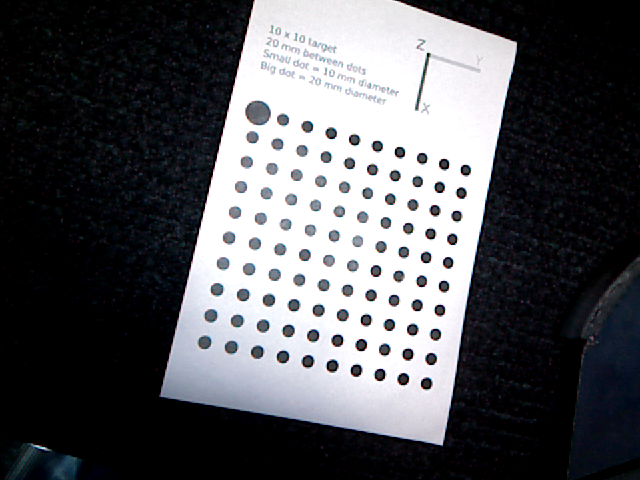 10 x 10 target
20 mm between dots
Small dot = 10 mm diameter
Big dot = 20 mm diameter
Z
Y
X